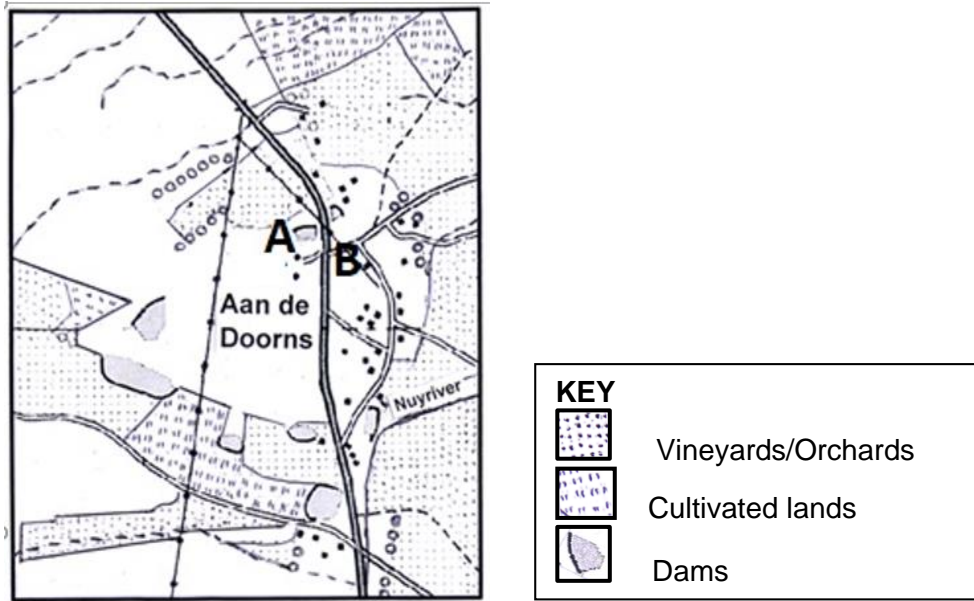 A
B
Aan de
Doorns
Nuyriver
KEY
Vineyards/Orchards
Cultivated lands
Dams